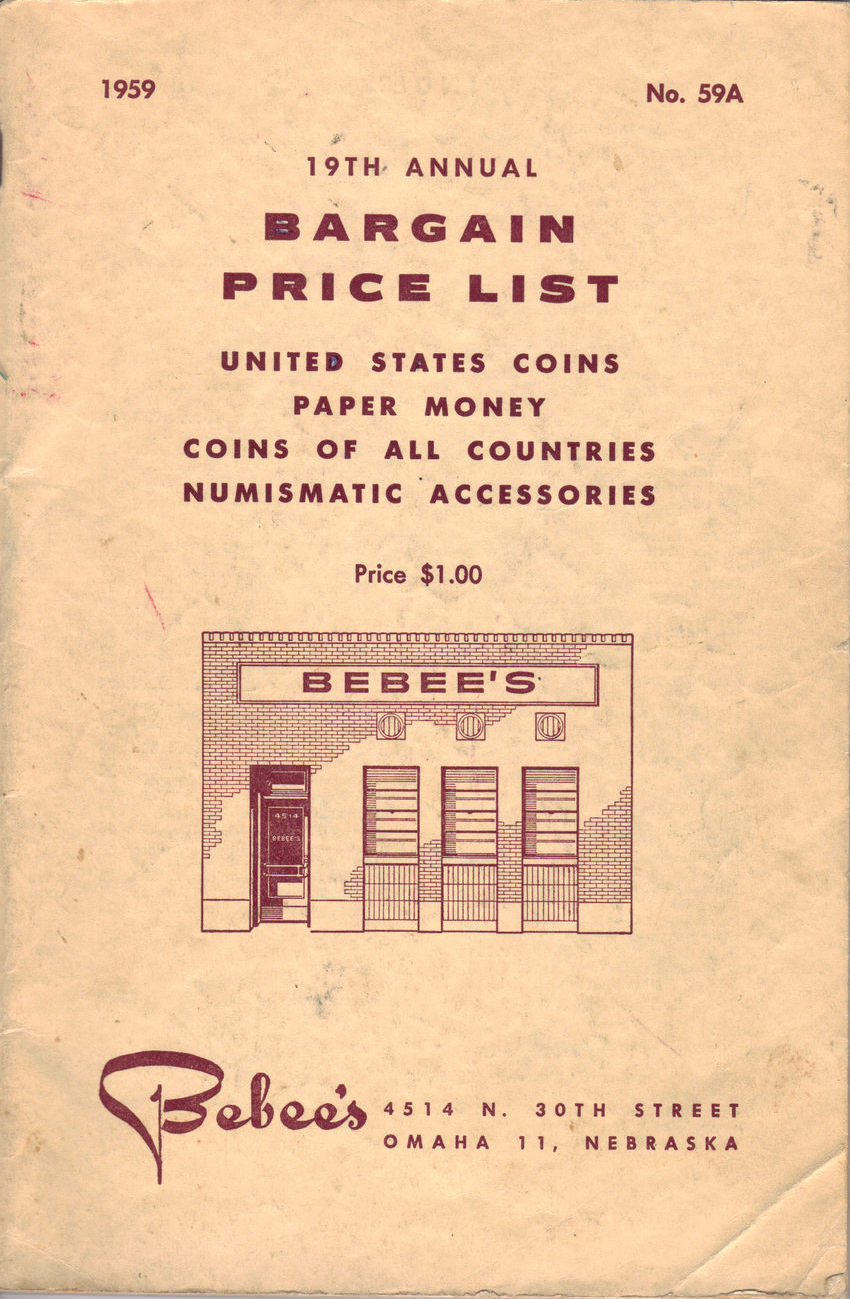 1959
No. 59A
19TH ANNUAL
BARGAIN
PRICE LIST
UNITED STATES COINS
PAPER MONEY
COINS OF ALL COUNTRIES
NUMISMATIC ACCESSORIES
Price $1.00
BEBEE'S
4514
BEBEE'S
Bebee's
4514 N. 30TH STREET
OMAHA 11, NEBRASKA